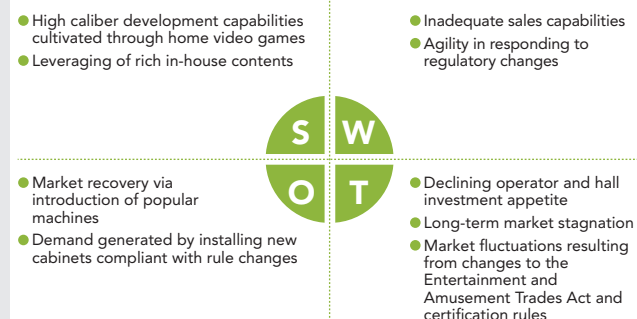 High caliber development capabilities
cultivated through home video games
Leveraging of rich in-house contents
Inadequate sales capabilities
Agility in responding to
regulatory changes
S
W
O
T
Market recovery via
introduction of popular
machines
Demand generated by installing new
cabinets compliant with rule changes
Declining operator and hall
investment appetite
Long-term market stagnation
Market fluctuations resulting
from changes to the
Entertainment and
Amusement Trades Act and
certification rules